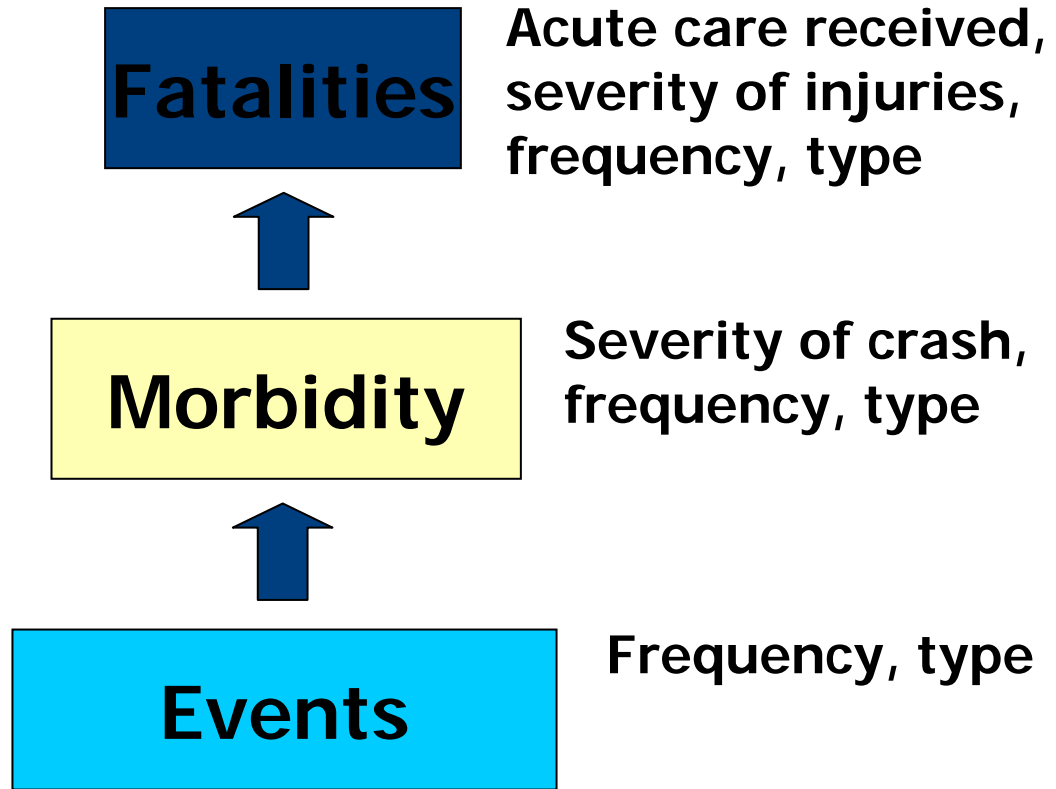 Fatalities
Acute care received,
severity of injuries,
frequency, type
Morbidity
Severity of crash,
frequency, type
Events
Frequency, type